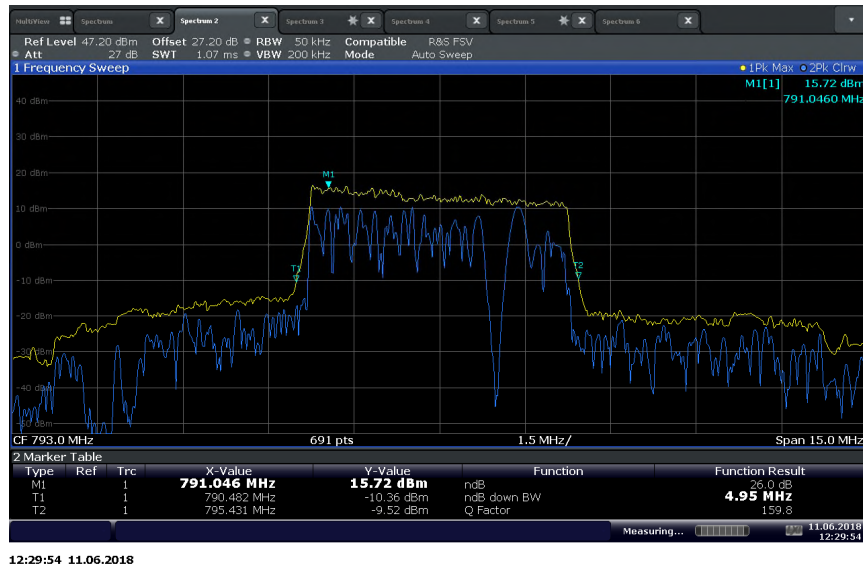 MultiView Spectrum X Spectrum 2 X Spectrum 3 X Spectrum 4 X Spectrum 5 X Spectrum 6 X
Ref Level 47.20 dBm Offset 27.20 dB RBW 50 kHz Compatible R&S FSV
Att 27 dB SWT 1.07 ms VBW 200 kHz Mode Auto Sweep
1 Frequency Sweep 1Pk Max 2Pk Clrw
M1[1] 15.72 dBm
791.0460 MHz
40 dBm
30 dBm
20 dBm
M1
10 dBm
0 dBm
T2
-10 dBm
-20 dBm
-40 dBm
CF 793.0 MHz 691 pts 1.5 MHz/ Span 15.0 MHz
2 Marker Table
Type Ref Trc X-Value Y-Value Function Function Result
M1 1 791.046 MHz 15.72 dBm ndB 26.0 dB
T1 1 790.482 MHz -10.36 dBm ndB down BW 4.95 MHz
T2 1 795.431 MHz -9.52 dBm Q Factor 159.8
Measuring... 11.06.2018
12:29:54
12:29:54 11.06.2018